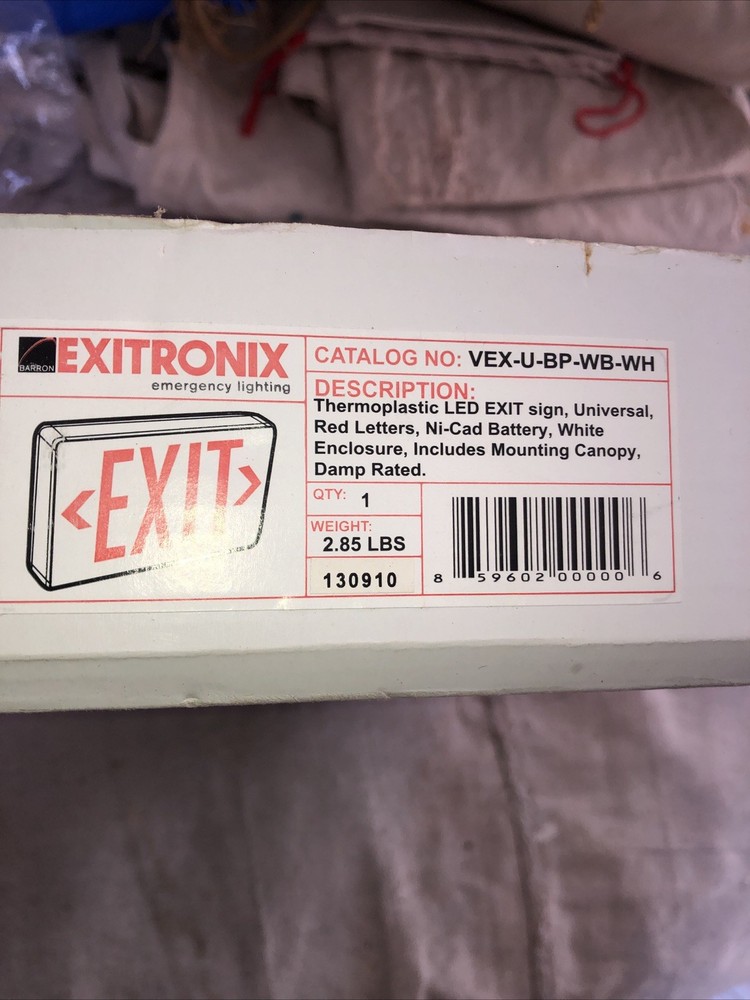 BARRON
EXITRONIX
emergency lighting
<EXIT>
CATALOG NO: VEX-U-BP-WB-WH
DESCRIPTION:
Thermoplastic LED EXIT sign, Universal,
Red Letters, Ni-Cad Battery, White
Enclosure, Includes Mounting Canopy,
Damp Rated.
QTY: 1
WEIGHT:
2.85 LBS
130910
8 59602 00000 6